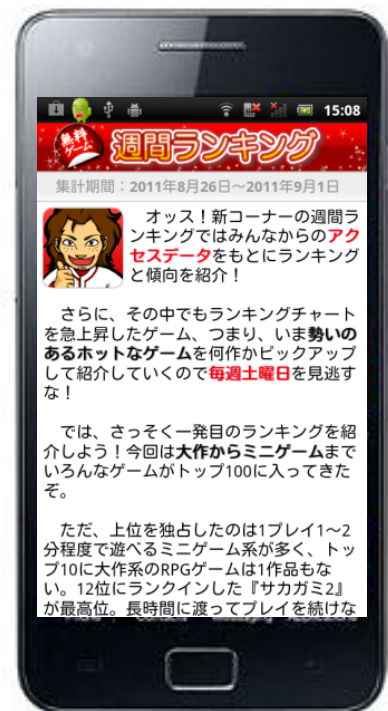 15:08
無料ゲーム
週間ランキング
集計期間:2011年8月26日〜2011年9月1日
オッス!新コーナーの週間ラ
ンキングではみんなからのアク
セスデータをもとにランキング
と傾向を紹介!
さらに、その中でもランキングチャート
を急上昇したゲーム、つまり、いま勢いの
あるホットなゲームを何作かピックアップ
して紹介していくので毎週土曜日を見逃す
な!
では、さっそく一発目のランキングを紹
介しよう!今回は大作からミニゲームまで
いろんなゲームがトップ100に入ってきた
ぞ。
ただ、上位を独占したのは1プレイ1〜2
分程度で遊べるミニゲーム系が多く、トッ
プ10に大作系のRPGゲームは1作品もな
い。12位にランクインした『サカガミ2』
が最高位。長時間に渡ってプレイを続けな